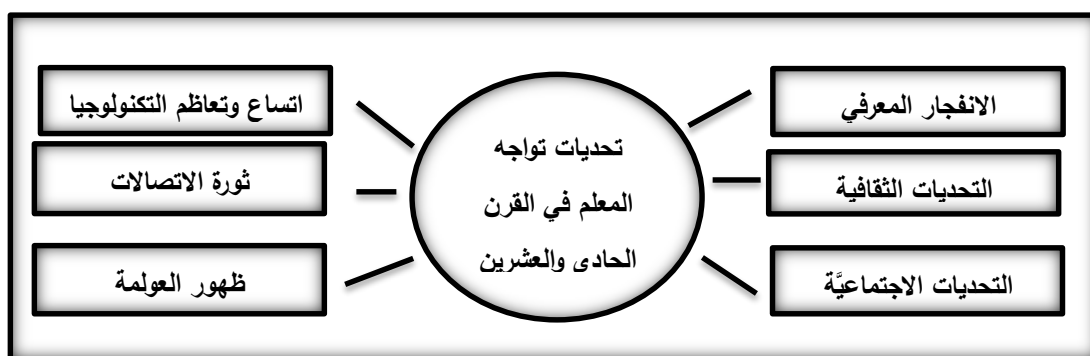 تحديات تواجه
المعلم في القرن
الحادي والعشرين
الانفجار المعرفي
التحديات الثقافية
التحديات الاجتماعيَّة
اتساع وتعاظم التكنولوجيا
ثورة الاتصالات
ظهور العولمة